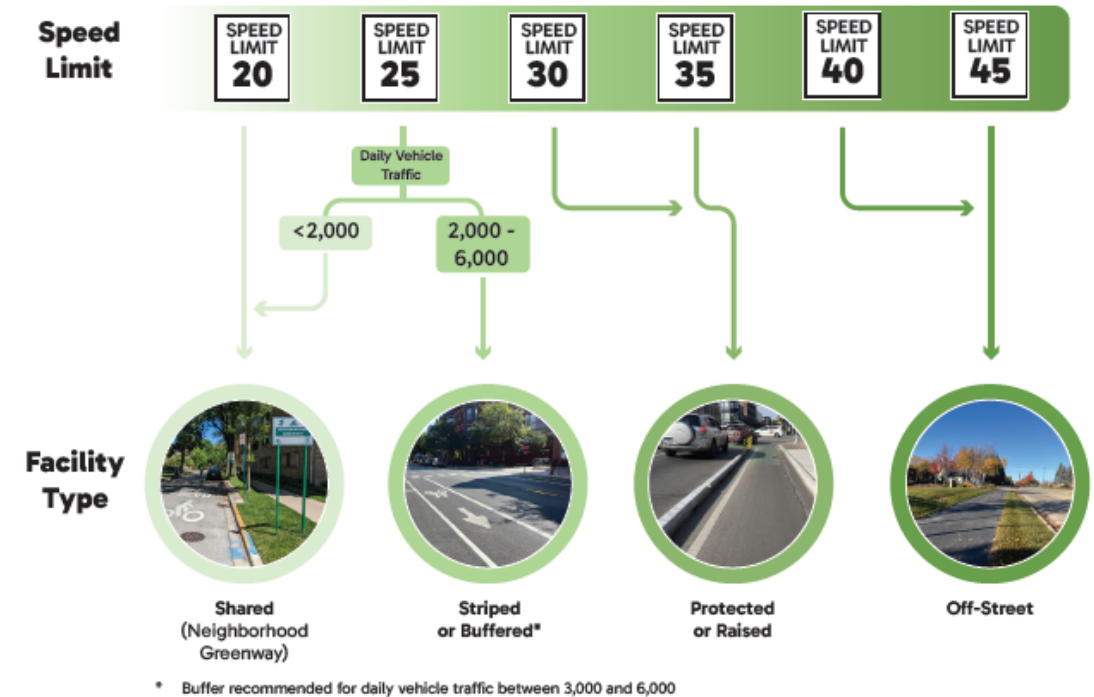 Speed
Limit
SPEED
LIMIT
20
SPEED
LIMIT
25
SPEED
LIMIT
30
SPEED
LIMIT
35
SPEED
LIMIT
40
SPEED
LIMIT
45
Daily Vehicle
Traffic
<2,000
2,000 -
6,000
Facility
Type
Shared
(Neighborhood
Greenway)
Striped
or Buffered*
Protected
or Raised
Off-Street
* Buffer recommended for daily vehicle traffic between 3,000 and 6,000